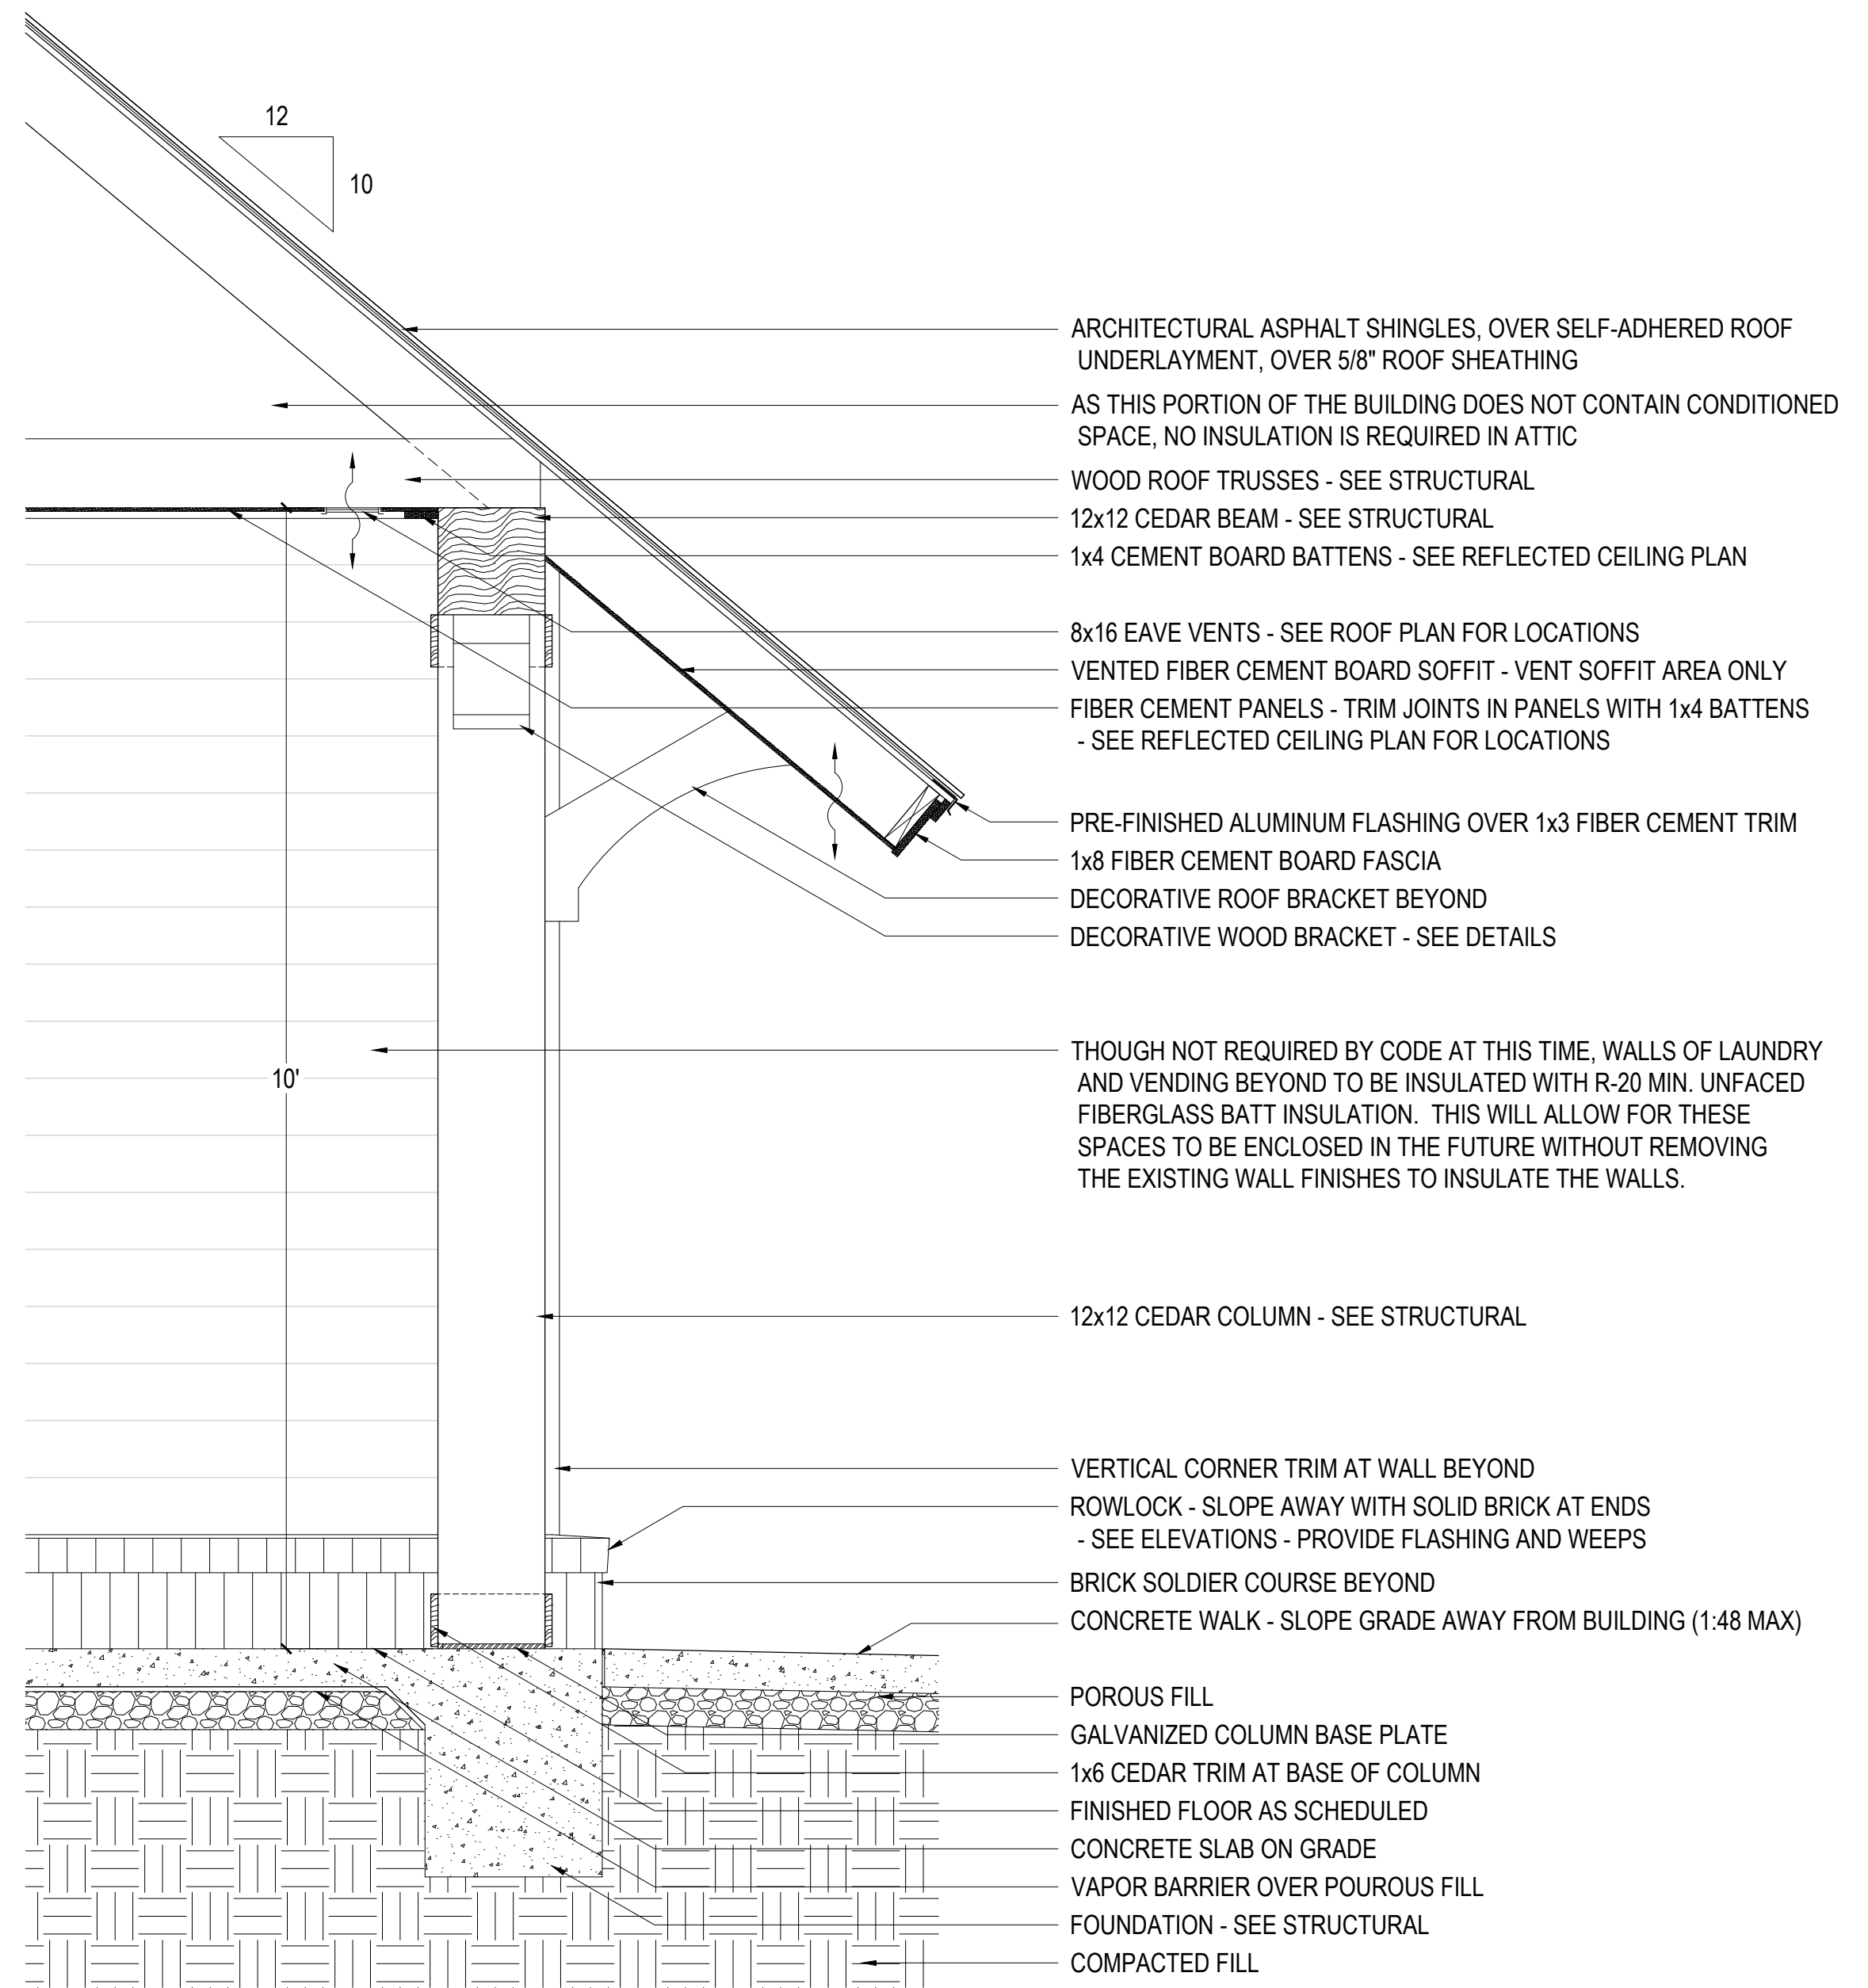 12
10
ARCHITECTURAL ASPHALT SHINGLES, OVER SELF-ADHERED ROOF
UNDERLAYMENT, OVER 5/8" ROOF SHEATHING
AS THIS PORTION OF THE BUILDING DOES NOT CONTAIN CONDITIONED
SPACE, NO INSULATION IS REQUIRED IN ATTIC
WOOD ROOF TRUSSES - SEE STRUCTURAL
12x12 CEDAR BEAM - SEE STRUCTURAL
1x4 CEMENT BOARD BATTENS - SEE REFLECTED CEILING PLAN
8x16 EAVE VENTS - SEE ROOF PLAN FOR LOCATIONS
VENTED FIBER CEMENT BOARD SOFFIT - VENT SOFFIT AREA ONLY
FIBER CEMENT PANELS - TRIM JOINTS IN PANELS WITH 1x4 BATTENS
- SEE REFLECTED CEILING PLAN FOR LOCATIONS
PRE-FINISHED ALUMINUM FLASHING OVER 1x3 FIBER CEMENT TRIM
1x8 FIBER CEMENT BOARD FASCIA
DECORATIVE ROOF BRACKET BEYOND
DECORATIVE WOOD BRACKET - SEE DETAILS
THOUGH NOT REQUIRED BY CODE AT THIS TIME, WALLS OF LAUNDRY
AND VENDING BEYOND TO BE INSULATED WITH R-20 MIN. UNFACED
FIBERGLASS BATT INSULATION.  THIS WILL ALLOW FOR THESE
SPACES TO BE ENCLOSED IN THE FUTURE WITHOUT REMOVING
THE EXISTING WALL FINISHES TO INSULATE THE WALLS.
10'
12x12 CEDAR COLUMN - SEE STRUCTURAL
VERTICAL CORNER TRIM AT WALL BEYOND
ROWLOCK - SLOPE AWAY WITH SOLID BRICK AT ENDS
- SEE ELEVATIONS - PROVIDE FLASHING AND WEEPS
BRICK SOLDIER COURSE BEYOND
CONCRETE WALK - SLOPE GRADE AWAY FROM BUILDING (1:48 MAX)
POROUS FILL
GALVANIZED COLUMN BASE PLATE
1x6 CEDAR TRIM AT BASE OF COLUMN
FINISHED FLOOR AS SCHEDULED
CONCRETE SLAB ON GRADE
VAPOR BARRIER OVER POUROUS FILL
FOUNDATION - SEE STRUCTURAL
COMPACTED FILL